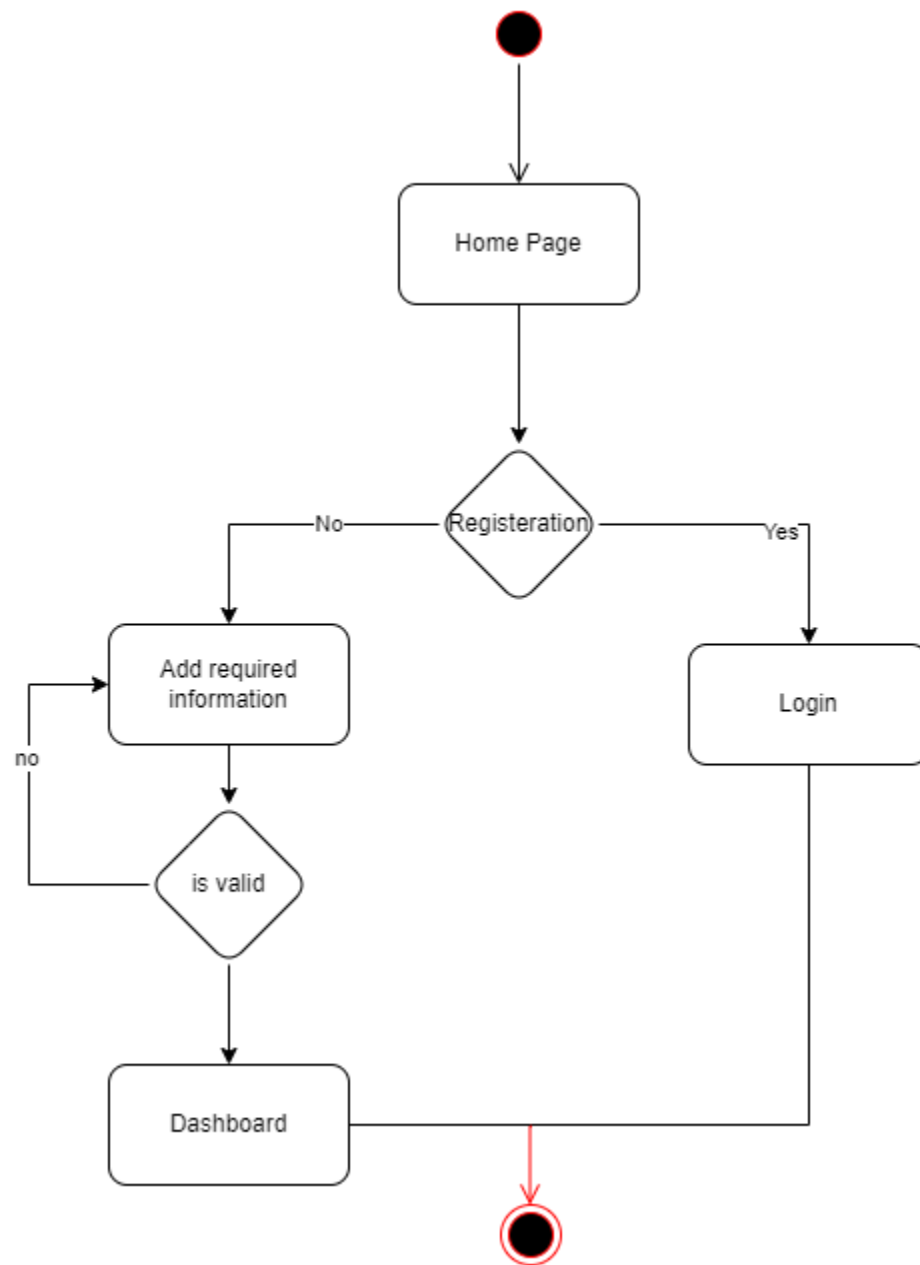 Home Page
Registeration
No
Yes
Add required
information
Login
no
is valid
Dashboard